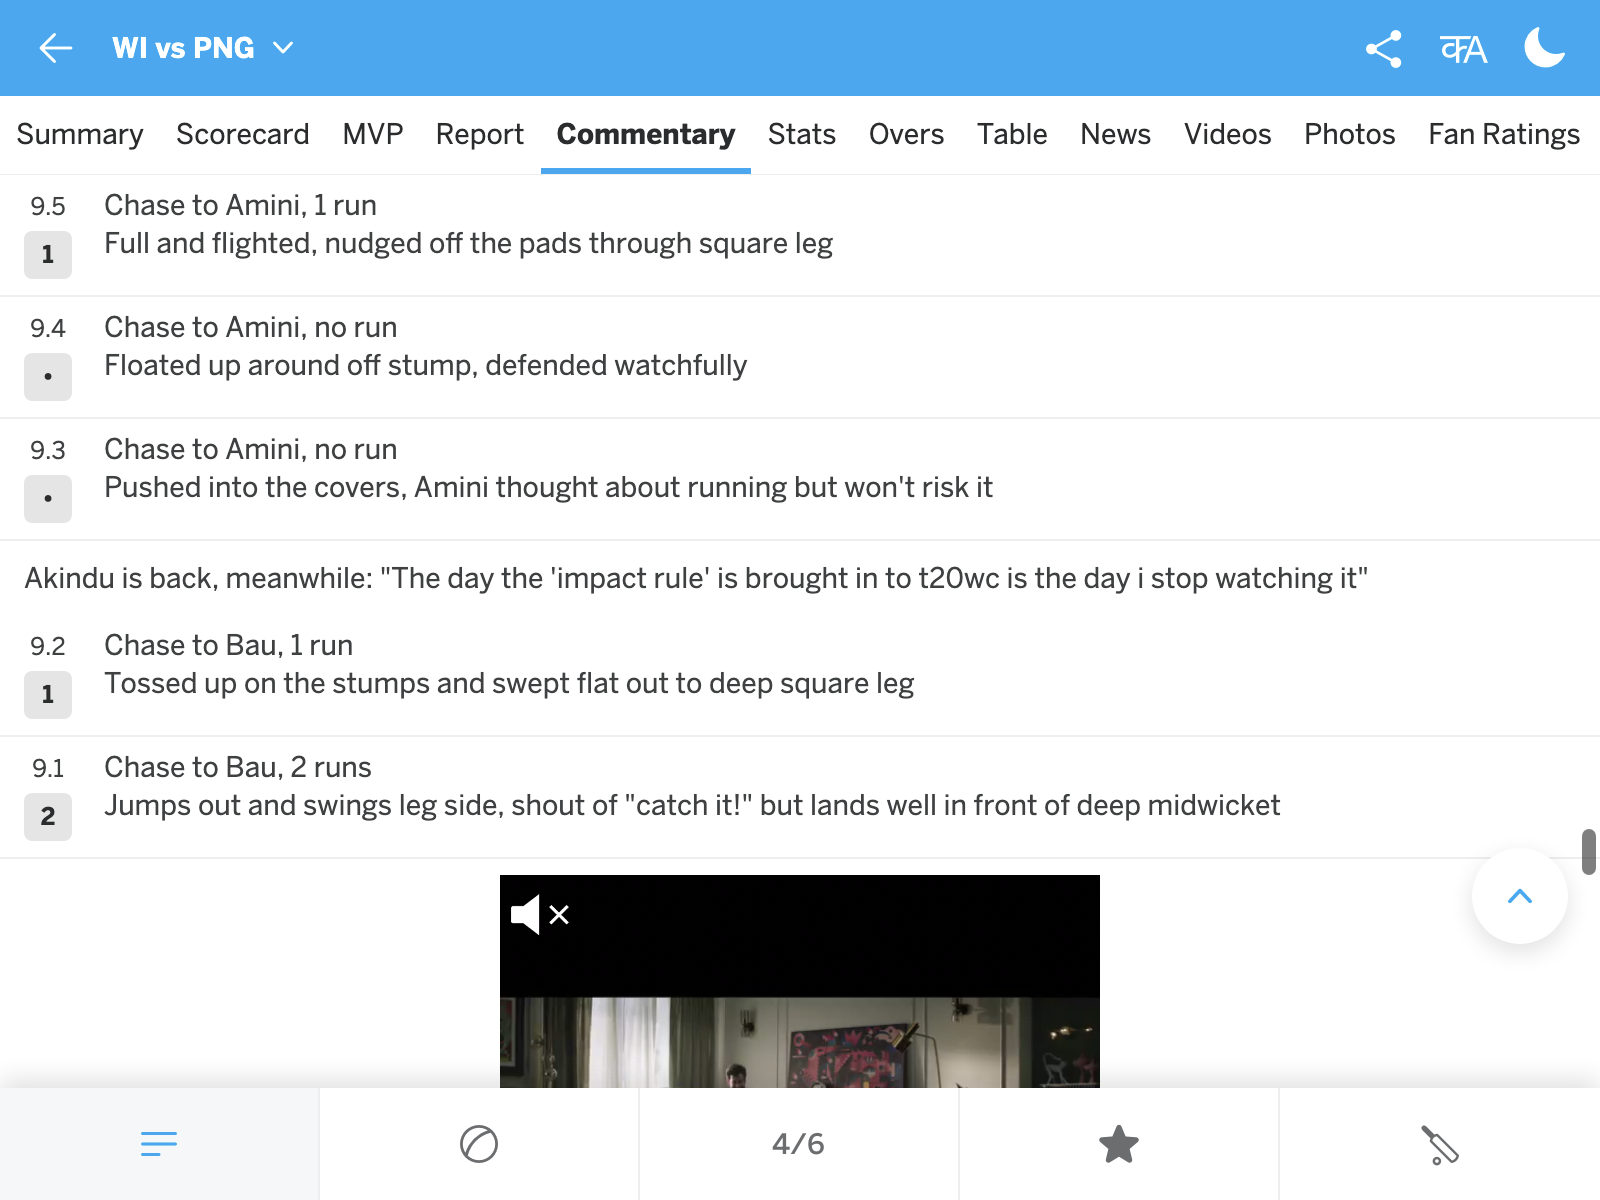 WI vs PNG
काA
Summary Scorecard MVP Report Commentary Stats Overs Table News Videos Photos Fan Ratings
9.5 Chase to Amini, 1 run
1 Full and flighted, nudged off the pads through square leg
9.4 Chase to Amini, no run
• Floated up around off stump, defended watchfully
9.3 Chase to Amini, no run
• Pushed into the covers, Amini thought about running but won't risk it
Akindu is back, meanwhile: "The day the 'impact rule' is brought in to t20wc is the day i stop watching it"
9.2 Chase to Bau, 1 run
1 Tossed up on the stumps and swept flat out to deep square leg
9.1 Chase to Bau, 2 runs
2 Jumps out and swings leg side, shout of "catch it!" but lands well in front of deep midwicket
4/6